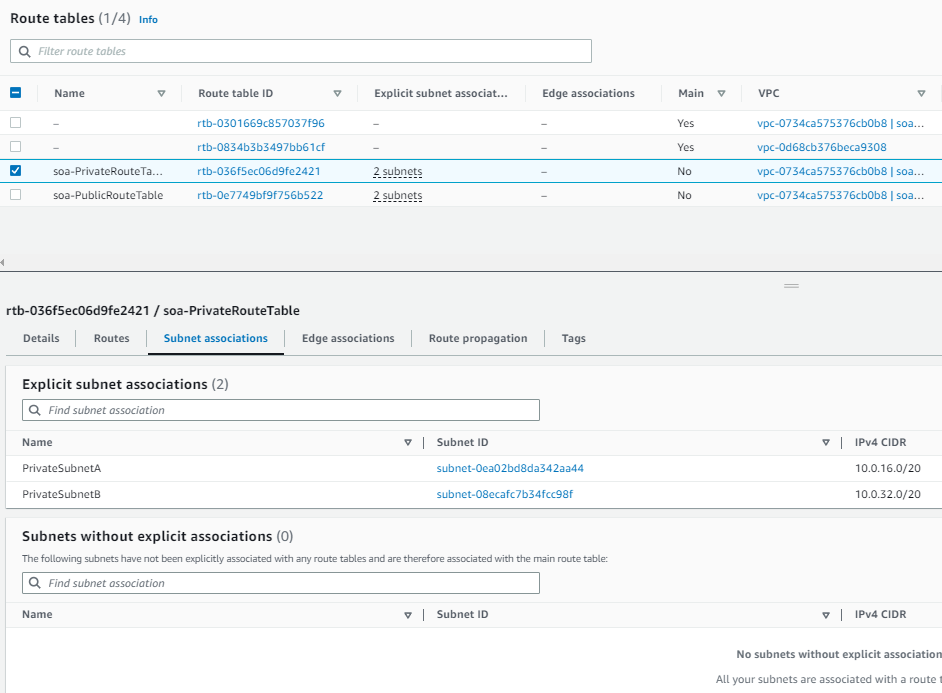 Route tables (1/4) Info
Filter route tables
Name Route table ID Explicit subnet associat... Edge associations Main VPC
– rtb-0301669c857037f96 – – Yes vpc-0734ca575376cb0b8 | soa...
– rtb-0834b3b3497bb61cf – – Yes vpc-0d68cb376beca9308
soa-PrivateRouteTa... rtb-036f5ec06d9fe2421 2 subnets – No vpc-0734ca575376cb0b8 | soa...
soa-PublicRouteTable rtb-0e7749bf9f756b522 2 subnets – No vpc-0734ca575376cb0b8 | soa...
rtb-036f5ec06d9fe2421 / soa-PrivateRouteTable
Details Routes Subnet associations Edge associations Route propagation Tags
Explicit subnet associations (2)
Find subnet association
Name Subnet ID IPv4 CIDR
PrivateSubnetA subnet-0ea02bd8da342aa44 10.0.16.0/20
PrivateSubnetB subnet-08ecafc7b34fcc98f 10.0.32.0/20
Subnets without explicit associations (0)
The following subnets have not been explicitly associated with any route tables and are therefore associated with the main route table:
Find subnet association
Name Subnet ID IPv4 CIDR
No subnets without explicit association
All your subnets are associated with a route t